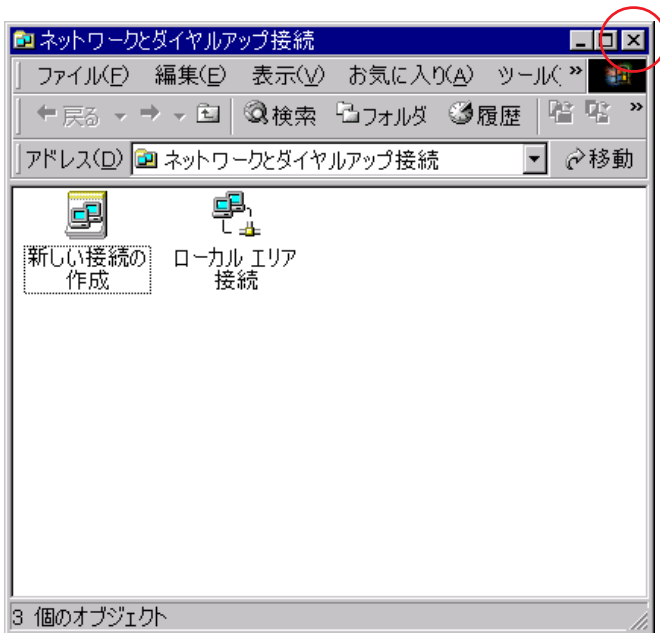 ネットワークとダイヤルアップ接続
ファイル(F) 編集(E) 表示(V) お気に入り(A) ツール( »
戻る 検索 フォルダ 履歴 »
アドレス(D) ネットワークとダイヤルアップ接続 移動
新しい接続の
作成
ローカル エリア
接続
3 個のオブジェクト